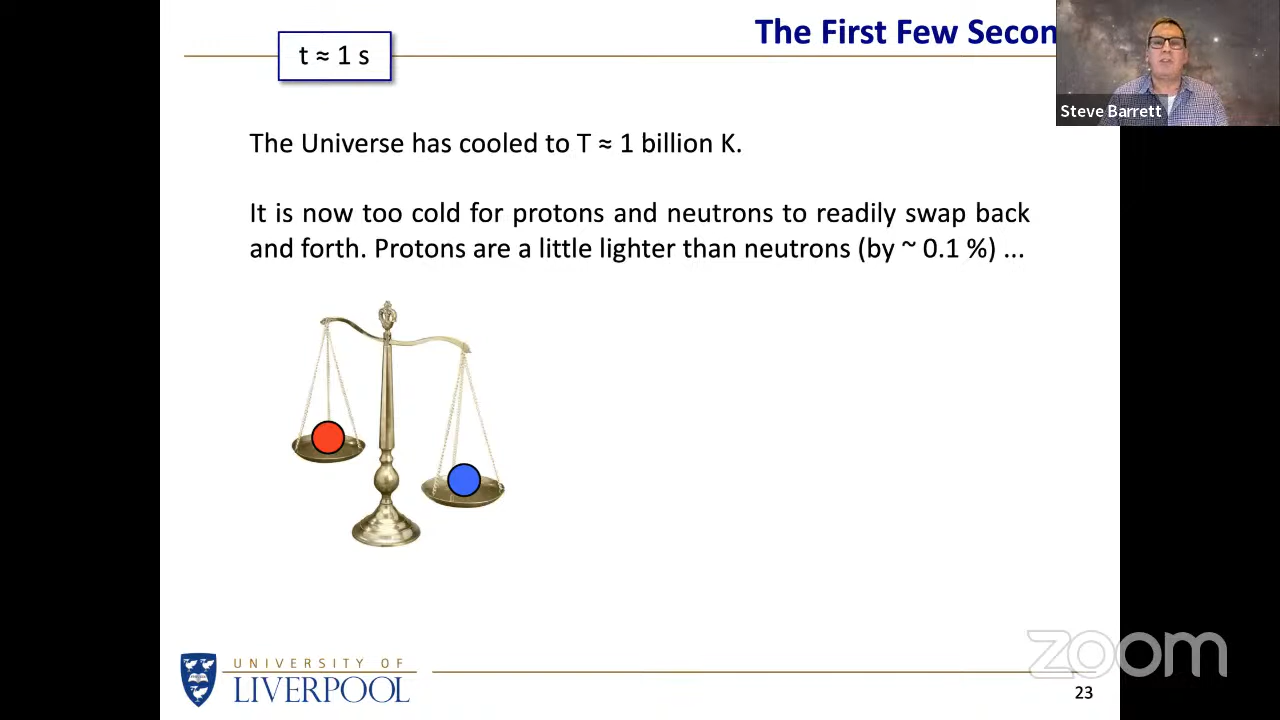 The First Few Secon
t ≈ 1 s
Steve Barrett
The Universe has cooled to T ≈ 1 billion K.
It is now too cold for protons and neutrons to readily swap back
and forth. Protons are a little lighter than neutrons (by ~ 0.1 %) ...
zoom
UNIVERSITY OF
LIVERPOOL
23